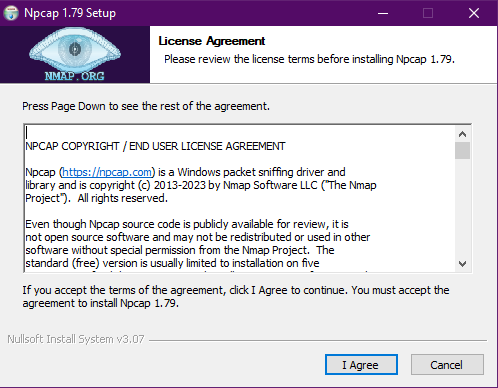 Npcap 1.79 Setup
NMAP.ORG
License Agreement
Please review the license terms before installing Npcap 1.79.
Press Page Down to see the rest of the agreement.
NPCAP COPYRIGHT / END USER LICENSE AGREEMENT
Npcap (https://npcap.com) is a Windows packet sniffing driver and
library and is copyright (c) 2013-2023 by Nmap Software LLC ("The Nmap
Project").  All rights reserved.
Even though Npcap source code is publicly available for review, it is
not open source software and may not be redistributed or used in other
software without special permission from the Nmap Project.  The
standard (free) version is usually limited to installation on five
If you accept the terms of the agreement, click I Agree to continue. You must accept the
agreement to install Npcap 1.79.
Nullsoft Install System v3.07
I Agree
Cancel